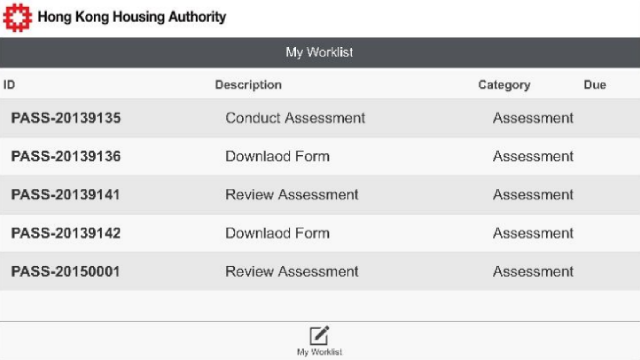 Hong Kong Housing Authority
My Worklist
ID Description Category Due
PASS-20139135 Conduct Assessment Assessment
PASS-20139136 Downlaod Form Assessment
PASS-20139141 Review Assessment Assessment
PASS-20139142 Downlaod Form Assessment
PASS-20150001 Review Assessment Assessment
My Worklist